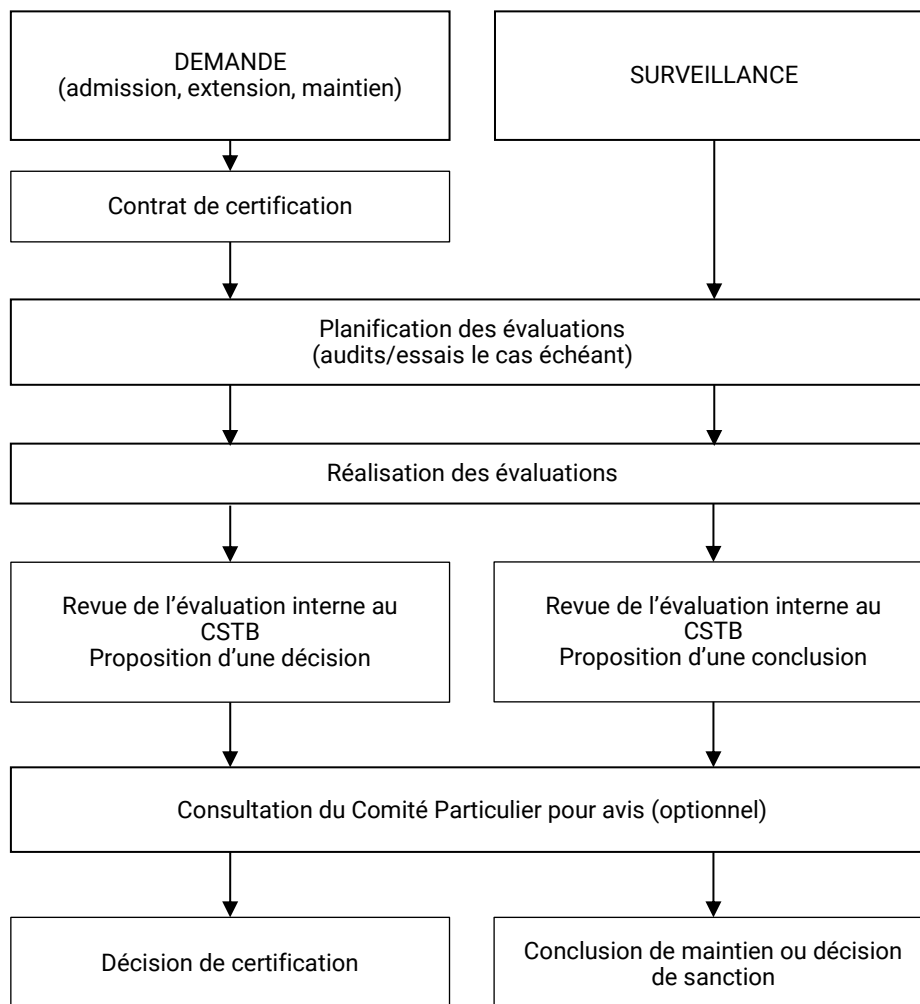 DEMANDE
(admission, extension, maintien)
SURVEILLANCE
Contrat de certification
Planification des évaluations
(audits/essais le cas échéant)
Réalisation des évaluations
Revue de l’évaluation interne au
CSTB
Proposition d’une décision
Revue de l’évaluation interne au
CSTB
Proposition d’une conclusion
Consultation du Comité Particulier pour avis (optionnel)
Décision de certification
Conclusion de maintien ou décision
de sanction